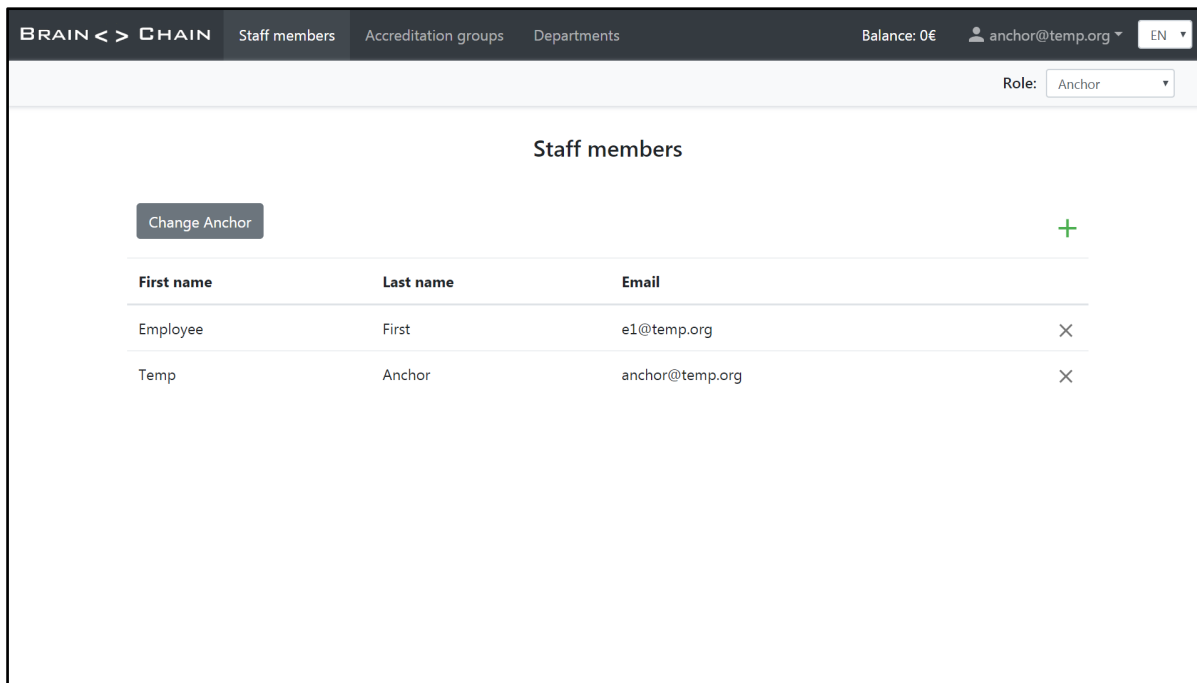 BRAIN < > CHAIN Staff members Accreditation groups Departments Balance: 0€ anchor@temp.org EN
Role: Anchor
Staff members
Change Anchor
First name Last name Email
Employee First e1@temp.org
Temp Anchor anchor@temp.org